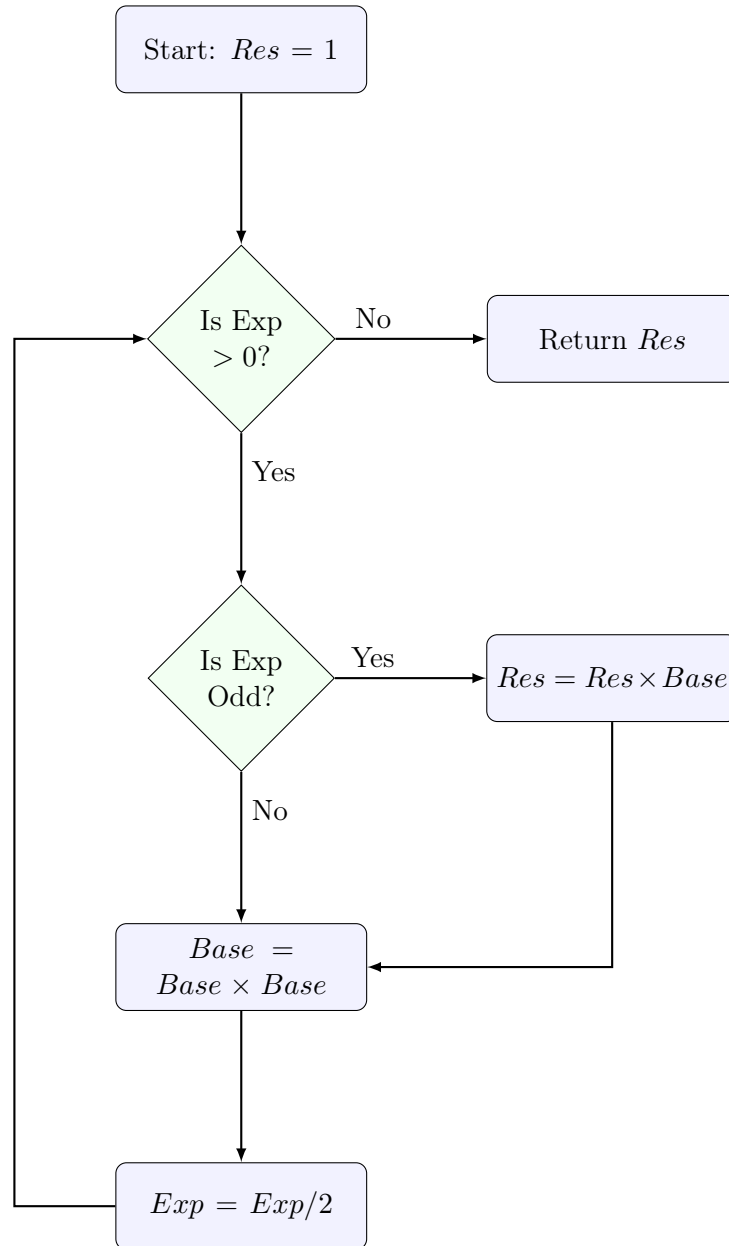 Start: Res = 1
Is Exp
> 0?
No
Return Res
Yes
Is Exp
Odd?
Yes
Res = Res × Base
No
Base =
Base × Base
Exp = Exp/2